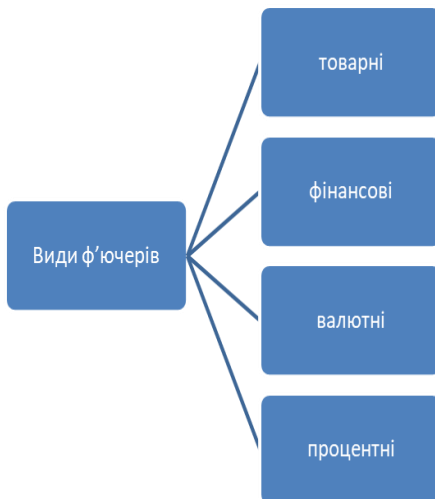 Види ф’ючерів
товарні
фінансові
валютні
процентні